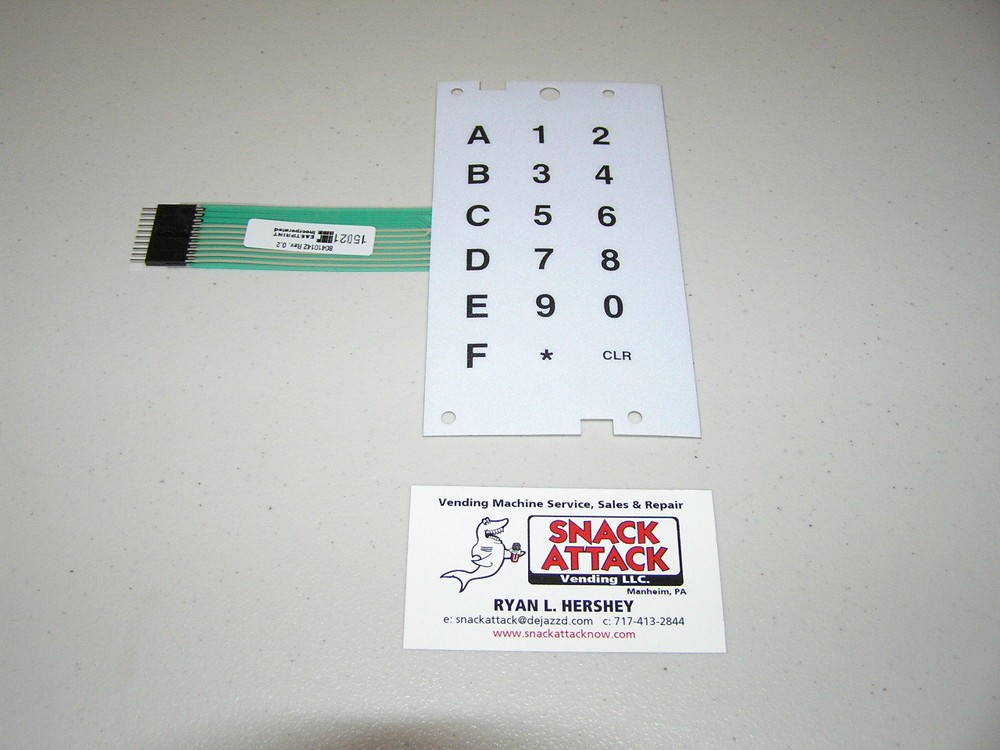 A 1 2
B 3 4
C 5 6
D 7 8
E 9 0
F * CLR
15021
EASTPRINT
Incorporated
80410142 Rev. 0.2
Vending Machine Service, Sales & Repair
SNACK
ATTACK
Vending LLC.
Manheim, PA
RYAN L. HERSHEY
e: snackattack@dejazzd.com c: 717-413-2844
www.snackattacknow.com